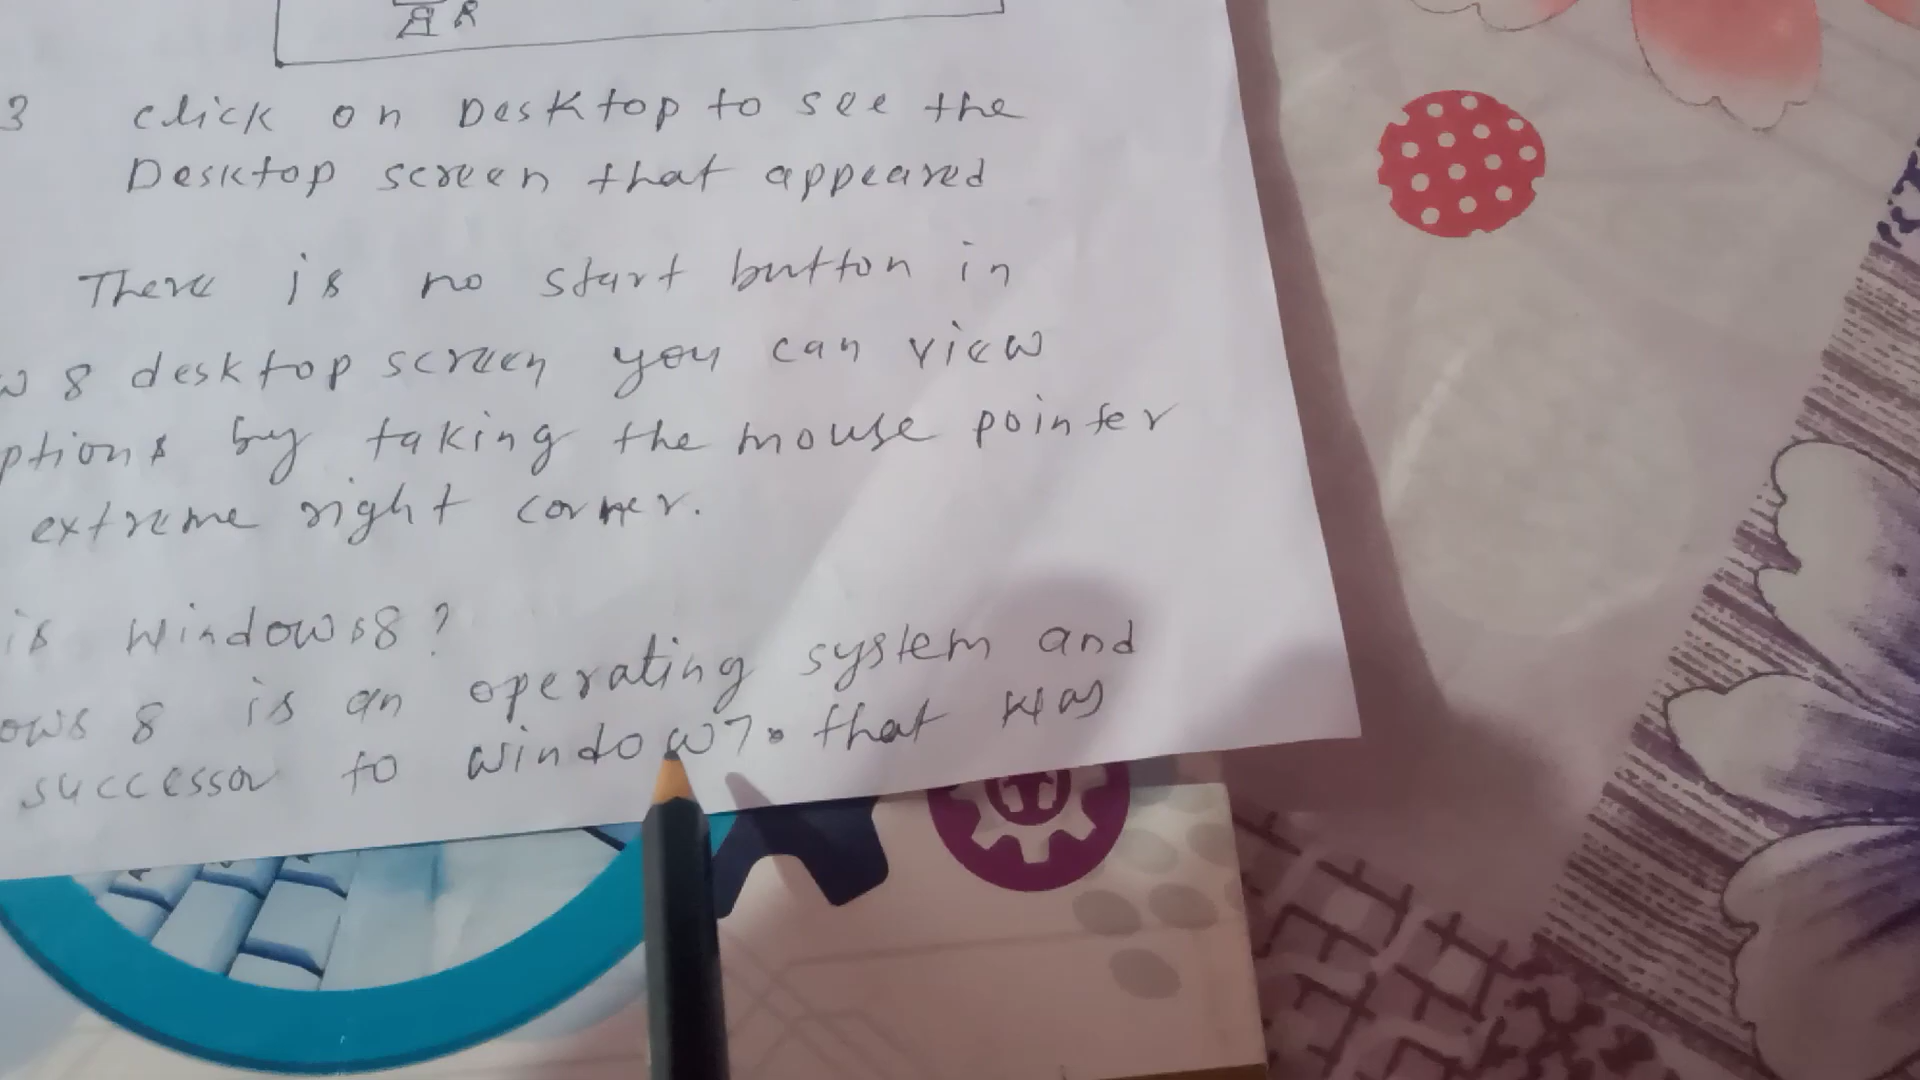 3 click on Desktop to see the
Desktop screen that appeared
There is no start button in
w 8 desktop screen you can view
ptions by taking the mouse pointer
extreme right corner.
is Windows8?
ows 8 is an operating system and
successor to window7. that was